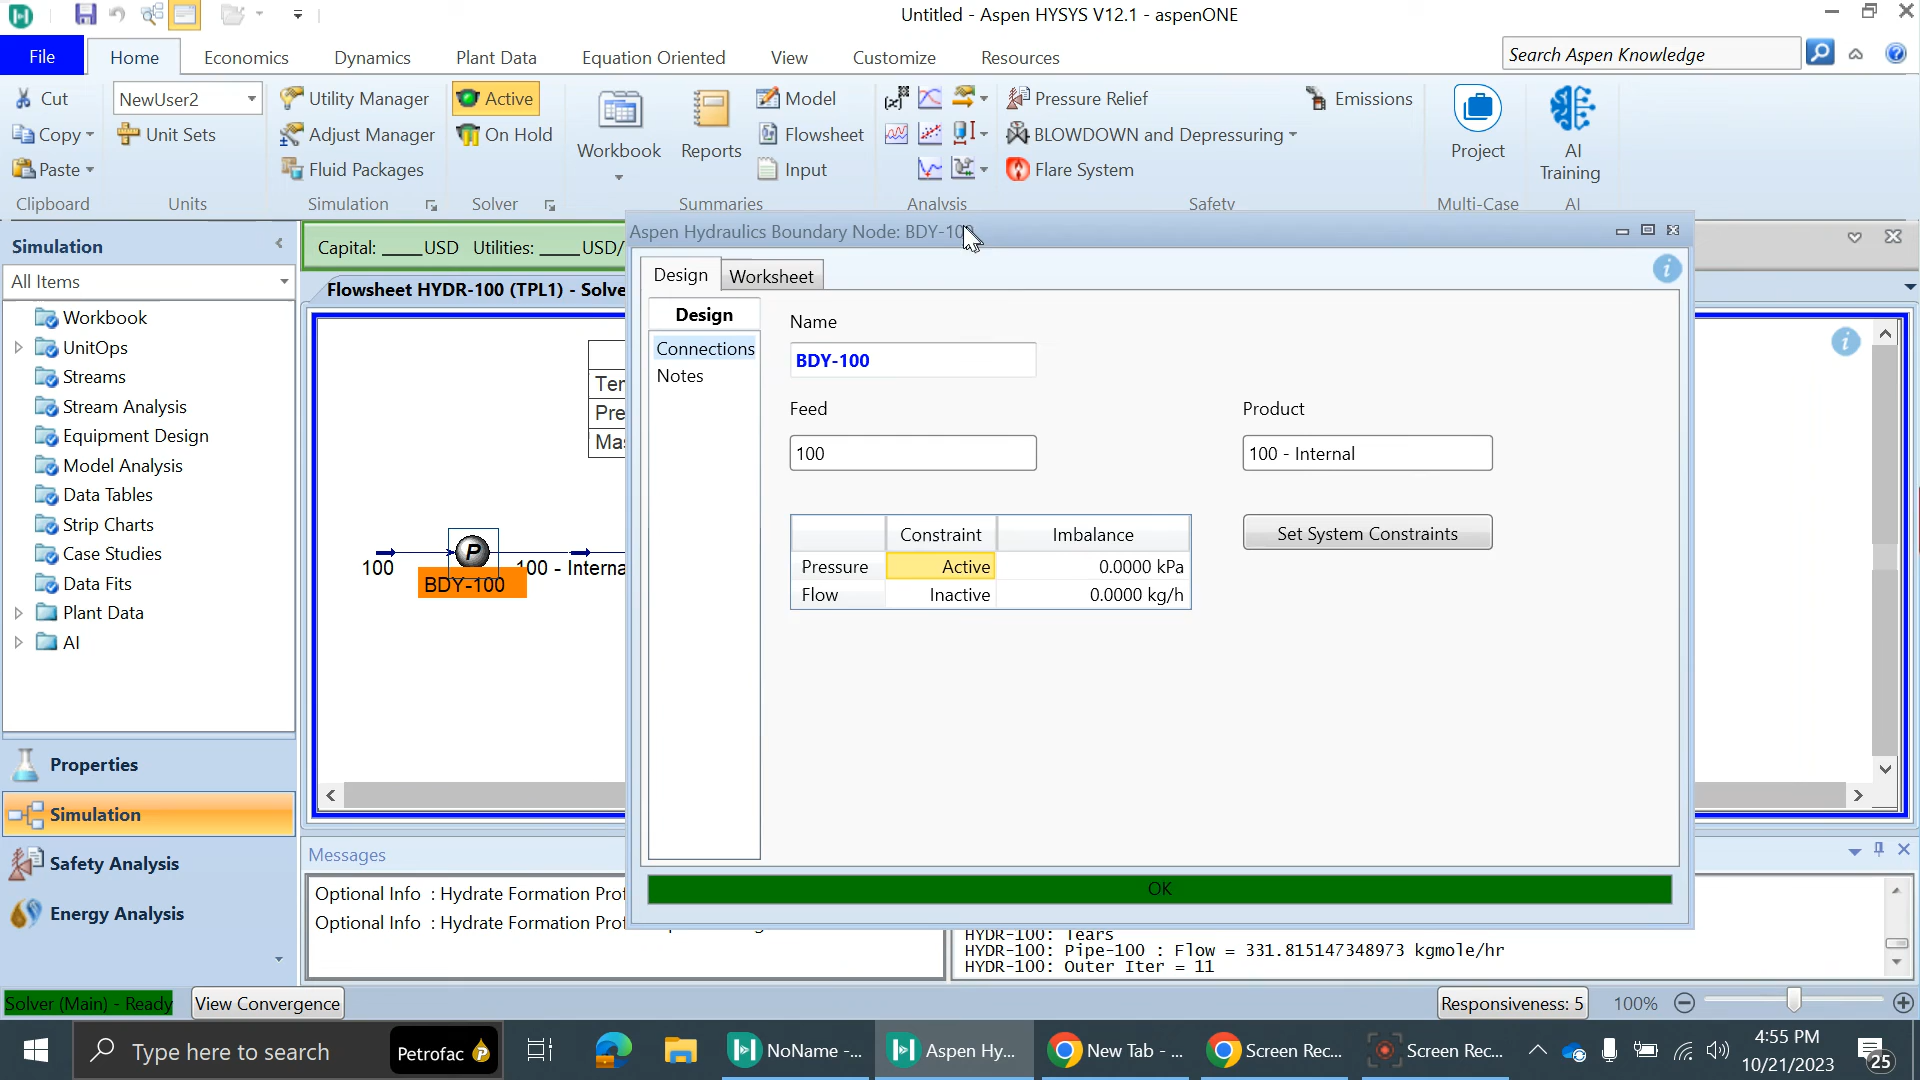 Untitled - Aspen HYSYS V12.1 - aspenONE
File
Home
Economics
Dynamics
Plant Data
Equation Oriented
View
Customize
Resources
Search Aspen Knowledge
Cut
Copy
Paste
Clipboard
NewUser2
Unit Sets
Units
Utility Manager
Adjust Manager
Fluid Packages
Simulation
Active
On Hold
Solver
Workbook
Reports
Model
Flowsheet
Input
Summaries
Analysis
Pressure Relief
BLOWDOWN and Depressuring
Flare System
Emissions
Safety
Project
Multi-Case
AI
Training
AI
Simulation
All Items
Workbook
UnitOps
Streams
Stream Analysis
Equipment Design
Model Analysis
Data Tables
Strip Charts
Case Studies
Data Fits
Plant Data
AI
Properties
Simulation
Safety Analysis
Energy Analysis
Capital: ____USD Utilities: ____USD/
Flowsheet HYDR-100 (TPL1) - Solve
Ter
Pre
Mas
100
P
BDY-100
100 - Interna
Aspen Hydraulics Boundary Node: BDY-10
Design
Worksheet
Design
Connections
Notes
Name
BDY-100
Feed
100
Product
100 - Internal
Constraint Imbalance
Pressure Active 0.0000 kPa
Flow Inactive 0.0000 kg/h
Set System Constraints
OK
Messages
Optional Info : Hydrate Formation Prof
Optional Info : Hydrate Formation Prof
HYDR-100: Tears
HYDR-100: Pipe-100 : Flow = 331.815147348973 kgmole/hr
HYDR-100: Outer Iter = 11
Solver (Main) - Ready
View Convergence
Responsiveness: 5
100%
Type here to search
Petrofac
NoName -...
Aspen Hy...
New Tab - ...
Screen Rec...
Screen Rec...
4:55 PM
10/21/2023
25